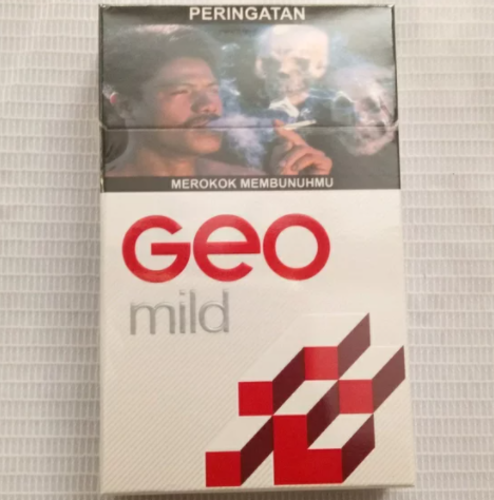 PERINGATAN
MEROKOK MEMBUNUHMU
GEO
mild